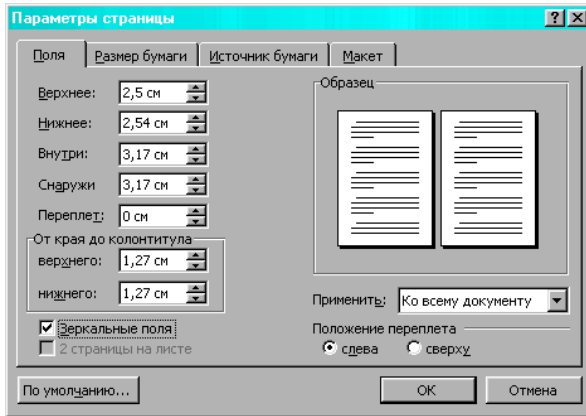 Параметры страницы
Поля Размер бумаги Источник бумаги Макет
Верхнее: 2,5 см
Нижнее: 2,54 см
Внутри: 3,17 см
Снаружи 3,17 см
Переплет: 0 см
От края до колонтитула
верхнего: 1,27 см
нижнего: 1,27 см
Зеркальные поля
2 страницы на листе
Образец
Применить: Ко всему документу
Положение переплета
слева сверху
По умолчанию... ОК Отмена